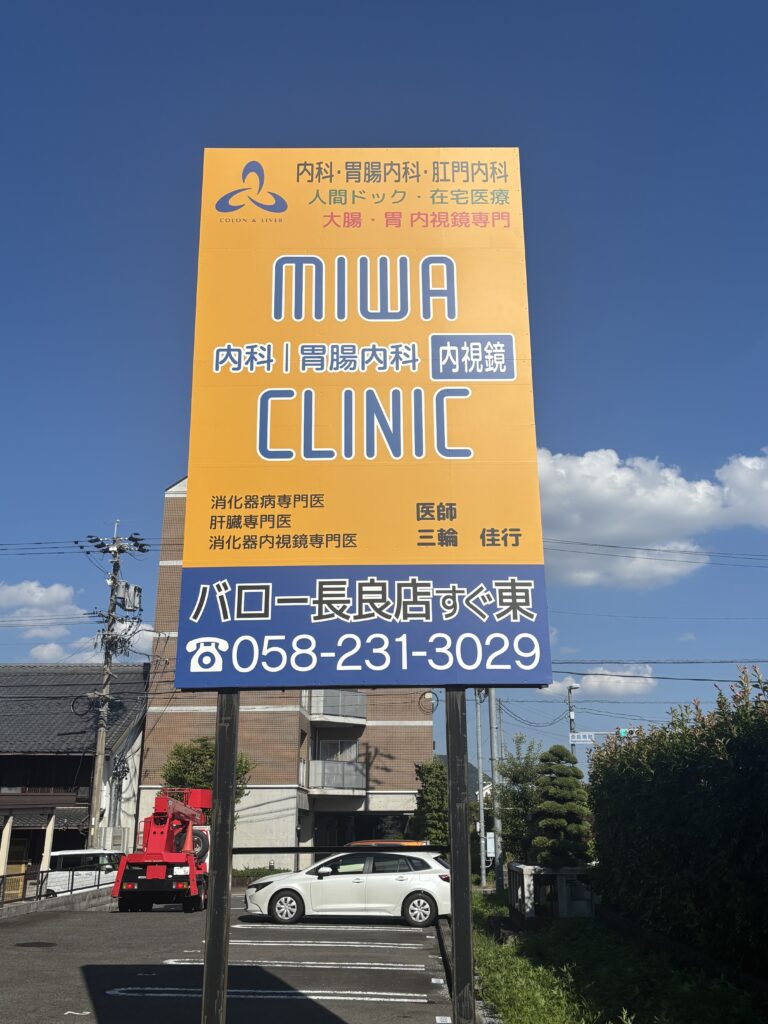 内科・胃腸内科・肛門内科
人間ドック・在宅医療
大腸・胃 内視鏡専門
COLON & LIVER
MIWA
内科|胃腸内科 内視鏡
CLINIC
消化器病専門医
肝臓専門医
消化器内視鏡専門医
医師
三輪 佳行
バロー長良店すぐ東
☎058-231-3029